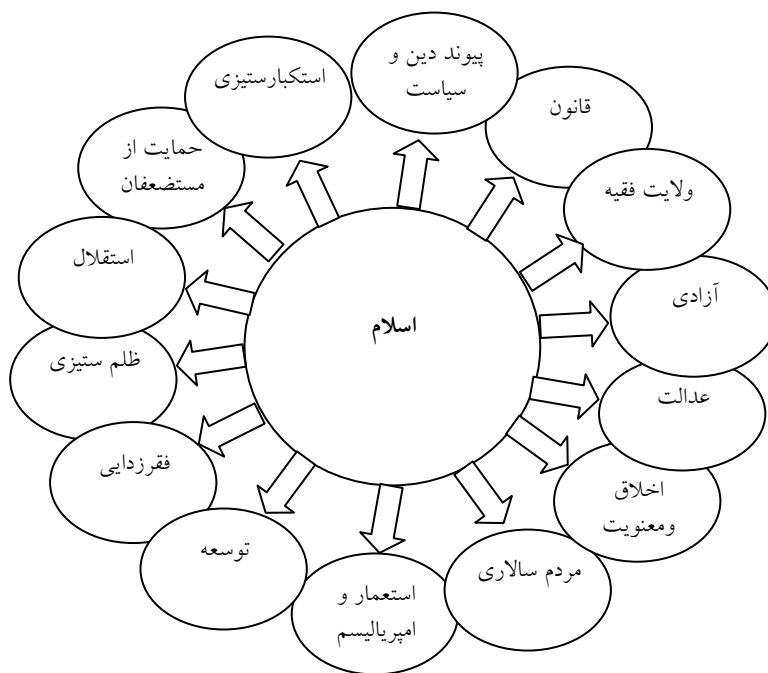 پیوند دین و
سیاست
قانون
ولایت فقیه
آزادی
عدالت
اخلاق
ومعنویت
مردم سالاری
استعمار و
امپریالیسم
توسعه
فقرزدایی
ظلم ستیزی
استقلال
حمایت از
مستضعفان
استکبارستیزی
اسلام